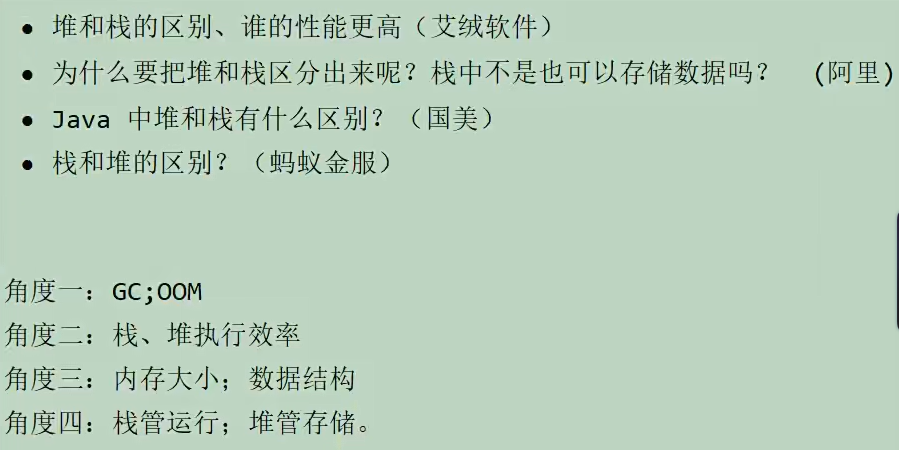 • 堆和栈的区别、谁的性能更高（艾绒软件）
• 为什么要把堆和栈区分出来呢？栈中不是也可以存储数据吗？ (阿里)
• Java 中堆和栈有什么区别？（国美）
• 栈和堆的区别？（蚂蚁金服）
角度一：GC;OOM
角度二：栈、堆执行效率
角度三：内存大小；数据结构
角度四：栈管运行；堆管存储。